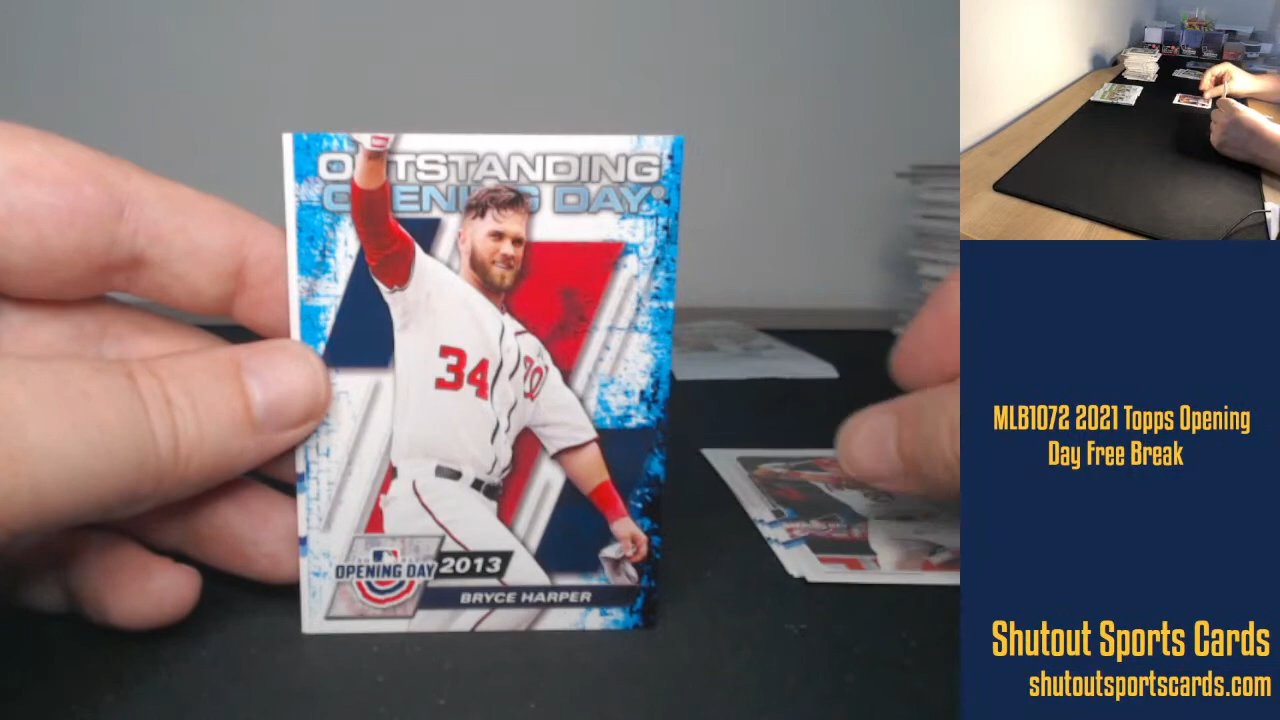 OUTSTANDING
OPENING DAY
34
OPENING DAY
2013
BRYCE HARPER
MLB1072 2021 Topps Opening
Day Free Break
Shutout Sports Cards
shutoutsportscards.com